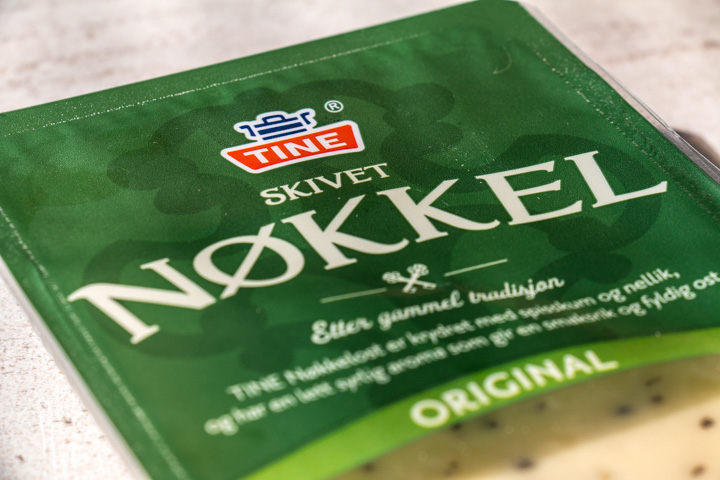 ®
TINE
SKIVET
NØKKEL
Etter gammel tradisjon
TINE Nøkkelost er krydret med spisskum og nellik,
og har en lett syrlig aroma som gir en smaksrik og fyldig ost
ORIGINAL